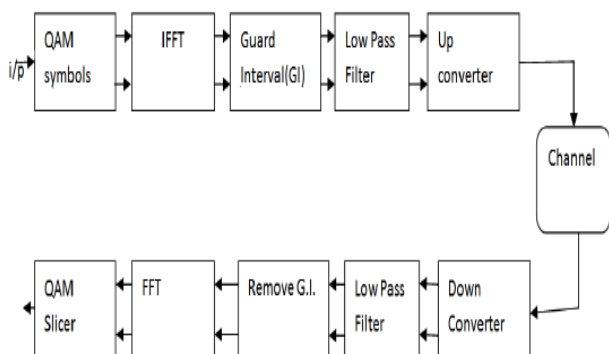 i/p
QAM
symbols
IFFT
Guard
Interval(GI)
Low Pass
Filter
Up
converter
Channel
QAM
Slicer
FFT
Remove G.I.
Low Pass
Filter
Down
Converter